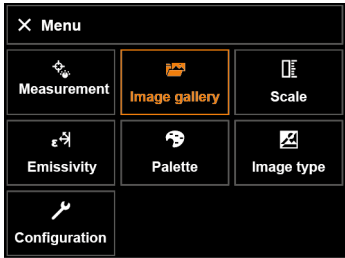 Menu
Measurement
Image gallery
Scale
Emissivity
Palette
Image type
Configuration